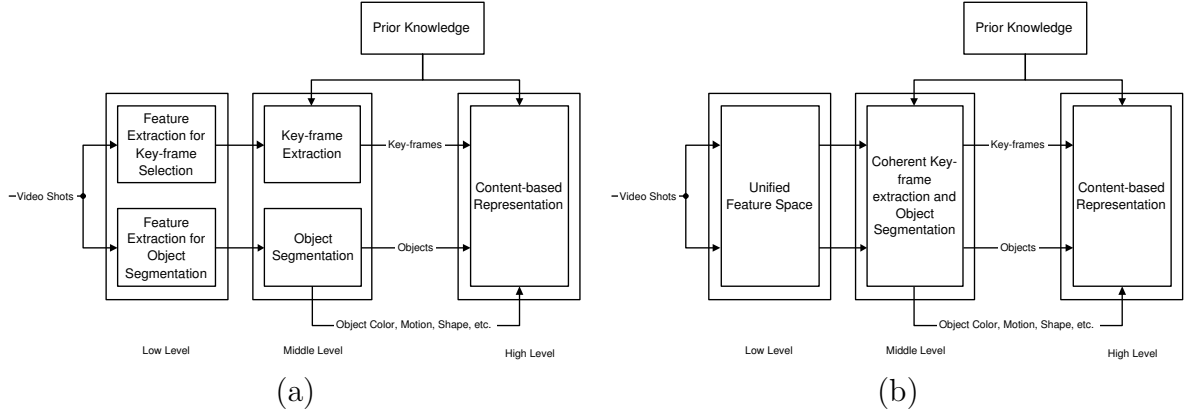 Prior Knowledge
Feature
Extraction for
Key-frame
Selection
Key-frame
Extraction
Key-frames
Video Shots
Content-based
Representation
Feature
Extraction for
Object
Segmentation
Object
Segmentation
Objects
Object Color, Motion, Shape, etc.
Low Level
Middle Level
High Level
(a)
Prior Knowledge
Key-frames
Video Shots
Unified
Feature Space
Coherent Key-
frame
extraction and
Object
Segmentation
Content-based
Representation
Objects
Object Color, Motion, Shape, etc.
Low Level
Middle Level
High Level
(b)